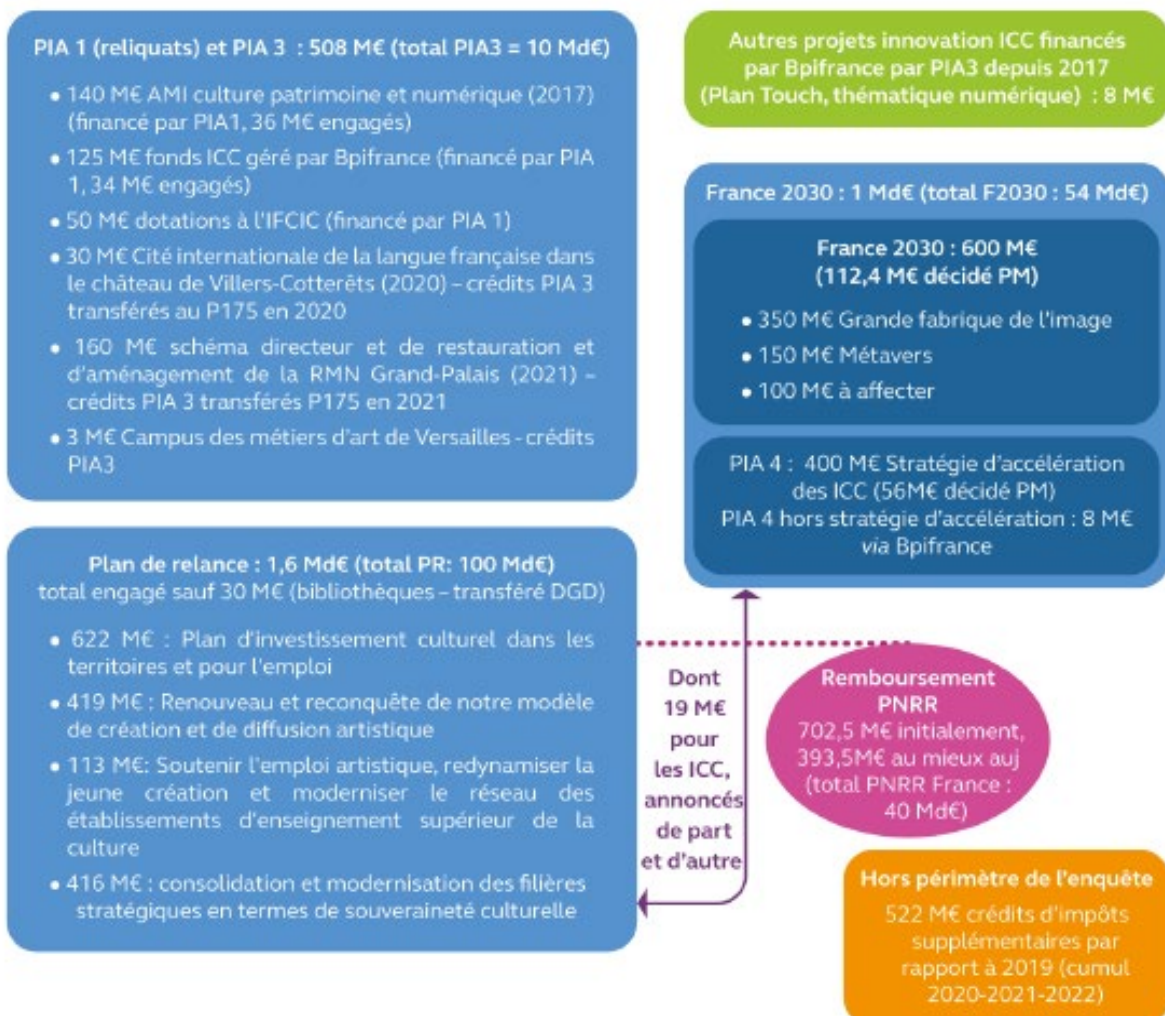 PIA 1 (reliquats) et PIA 3 : 508 M€ (total PIA3 = 10 Md€)
• 140 M€ AMI culture patrimoine et numérique (2017)
(financé par PIA1, 36 M€ engagés)
• 125 M€ fonds ICC géré par Bpifrance (financé par PIA
1, 34 M€ engagés)
• 50 M€ dotations à l'IFCIC (financé par PIA 1)
• 30 M€ Cité internationale de la langue française dans
le château de Villers-Cotterêts (2020) – crédits PIA 3
transférés au P175 en 2020
• 160 M€ schéma directeur et de restauration et
d'aménagement de la RMN Grand-Palais (2021) –
crédits PIA 3 transférés P175 en 2021
• 3 M€ Campus des métiers d'art de Versailles - crédits
PIA3
Autres projets innovation ICC financés
par Bpifrance par PIA3 depuis 2017
(Plan Touch, thématique numérique) : 8 M€
France 2030 : 1 Md€ (total F2030 : 54 Md€)
France 2030 : 600 M€
(112,4 M€ décidé PM)
• 350 M€ Grande fabrique de l'image
• 150 M€ Métavers
• 100 M€ à affecter
PIA 4 : 400 M€ Stratégie d'accélération
des ICC (56M€ décidé PM)
PIA 4 hors stratégie d'accélération : 8 M€
via Bpifrance
Plan de relance : 1,6 Md€ (total PR: 100 Md€)
total engagé sauf 30 M€ (bibliothèques – transféré DGD)
• 622 M€ : Plan d'investissement culturel dans les
territoires et pour l'emploi
• 419 M€ : Renouveau et reconquête de notre modèle
de création et de diffusion artistique
• 113 M€: Soutenir l'emploi artistique, redynamiser la
jeune création et moderniser le réseau des
établissements d'enseignement supérieur de la
culture
• 416 M€ : consolidation et modernisation des filières
stratégiques en termes de souveraineté culturelle
Dont
19 M€
pour
les ICC,
annoncés
de part
et d'autre
Remboursement
PNRR
702,5 M€ initialement,
393,5M€ au mieux auj
(total PNRR France :
40 Md€)
Hors périmètre de l'enquête
522 M€ crédits d'impôts
supplémentaires par
rapport à 2019 (cumul
2020-2021-2022)